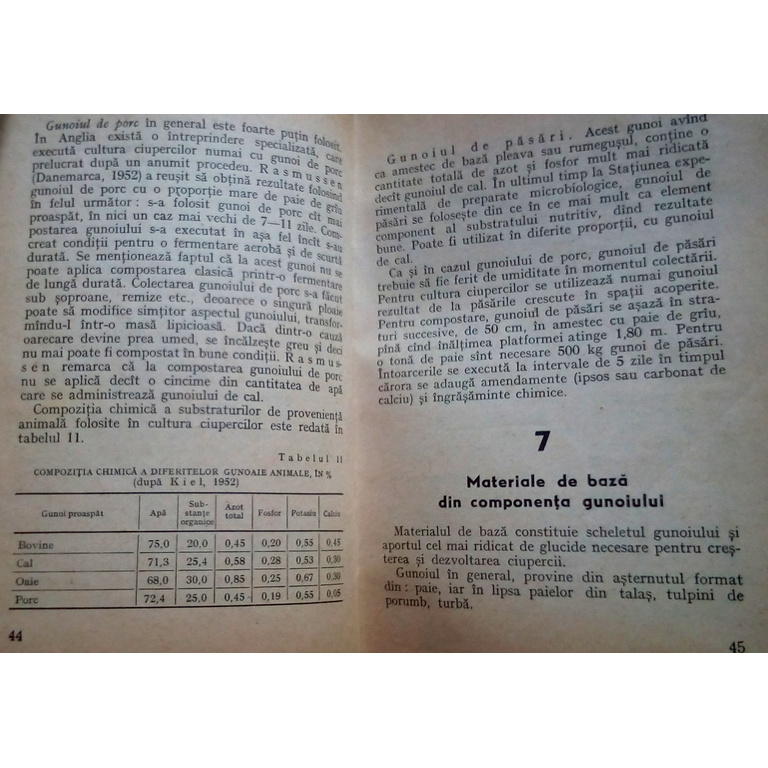 Gunoiul de porc în general este foarte puțin folosit.
În Anglia există o întreprindere specializată, care
execută cultura ciupercilor numai cu gunoi de porc
prelucrat după un anumit procedeu. Rasmussen
(Danemarca, 1952) a reușit să obțină rezultate folosind
gunoiul de porc cu o proporție mare de paie de grîu
în felul următor: s-a folosit gunoi de porc cît mai
proaspăt, în nici un caz mai vechi de 7—11 zile. Com-
postarea gunoiului s-a executat în așa fel încît s-au
creat condiții pentru o fermentare aerobă și de scurtă
durată. Se menționează faptul că la acest gunoi nu se
poate aplica compostarea clasică printr-o fermentare
de lungă durată. Colectarea gunoiului de porc s-a făcut
sub șoproane, remize etc., deoarece o singură ploaie
poate să modifice simțitor aspectul gunoiului, transfor-
mîndu-l într-o masă lipicioasă. Dacă dintr-o cauză
oarecare devine prea umed, se încălzește greu și deci
nu mai poate fi compostat în bune condiții. Rasmus-
sen remarca că la compostarea gunoiului de porc
nu se aplică decît o cincime din cantitatea de apă
care se administrează gunoiului de cal.
Compoziția chimică a substraturilor de proveniență
animală folosite în cultura ciupercilor este redată în
tabelul 11.
Tabelul 11
COMPOZIȚIA CHIMICĂ A DIFERITELOR GUNOAIE ANIMALE, ÎN %
(după Kiel, 1952)
Gunoi proaspăt Apă Sub-stanțe organice Azot total Fosfor Potasiu Calciu
Bovine 75,0 20,0 0,45 0,20 0,55 0,45
Cal 71,3 25,4 0,58 0,28 0,53 0,30
Oaie 68,0 30,0 0,85 0,25 0,67 0,30
Porc 72,4 25,0 0,45 0,19 0,55 0,05
44
Gunoiul de păsări. Acest gunoi avînd
ca amestec de bază pleava sau rumegușul, conține o
cantitate totală de azot și fosfor mult mai ridicată
decît gunoiul de cal. În ultimul timp la Stațiunea expe-
rimentală de preparate microbiologice, gunoiul de
păsări se folosește din ce în ce mai mult ca element
component al substratului nutritiv, dînd rezultate
bune. Poate fi utilizat în diferite proporții, cu gunoiul
de cal.
Ca și în cazul gunoiului de porc, gunoiul de păsări
trebuie să fie ferit de umiditate în momentul colectării.
Pentru cultura ciupercilor se utilizează numai gunoiul
rezultat de la păsările crescute în spații acoperite.
Pentru compostare, gunoiul de păsări se așază în stra-
turi succesive, de 50 cm, în amestec cu paie de grîu,
pînă cînd înălțimea platformei atinge 1,80 m. Pentru
o tonă de paie sînt necesare 500 kg gunoi de păsări.
Întoarcerile se execută la intervale de 5 zile în timpul
cărora se adaugă amendamente (ipsos sau carbonat de
calciu) și îngrășăminte chimice.
7
Materiale de bază
din componența gunoiului
Materialul de bază constituie scheletul gunoiului și
aportul cel mai ridicat de glucide necesare pentru creș-
terea și dezvoltarea ciupercii.
Gunoiul în general, provine din așternutul format
din: paie, iar în lipsa paielor din talaș, tulpini de
porumb, turbă.
45